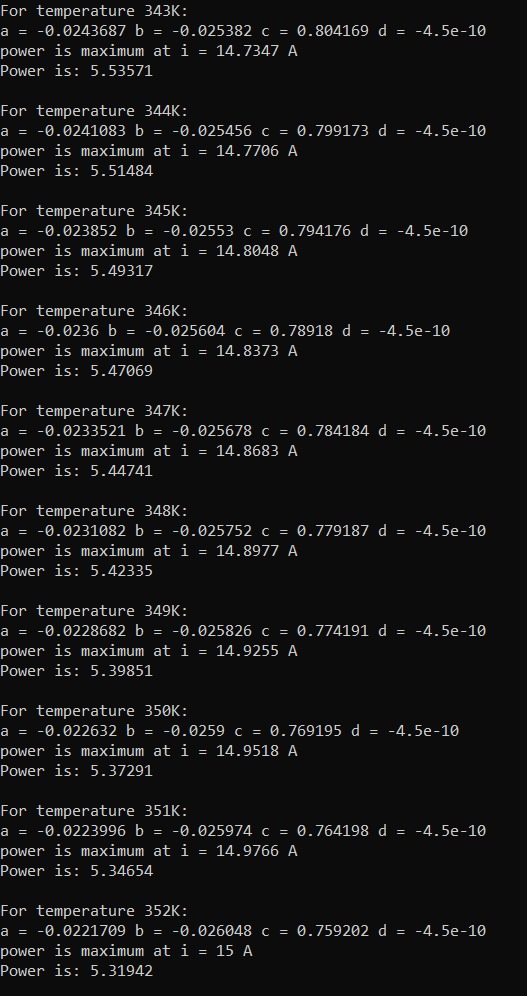 For temperature 343K:
a = -0.0243687 b = -0.025382 c = 0.804169 d = -4.5e-10
power is maximum at i = 14.7347 A
Power is: 5.53571
For temperature 344K:
a = -0.0241083 b = -0.025456 c = 0.799173 d = -4.5e-10
power is maximum at i = 14.7706 A
Power is: 5.51484
For temperature 345K:
a = -0.023852 b = -0.02553 c = 0.794176 d = -4.5e-10
power is maximum at i = 14.8048 A
Power is: 5.49317
For temperature 346K:
a = -0.0236 b = -0.025604 c = 0.78918 d = -4.5e-10
power is maximum at i = 14.8373 A
Power is: 5.47069
For temperature 347K:
a = -0.0233521 b = -0.025678 c = 0.784184 d = -4.5e-10
power is maximum at i = 14.8683 A
Power is: 5.44741
For temperature 348K:
a = -0.0231082 b = -0.025752 c = 0.779187 d = -4.5e-10
power is maximum at i = 14.8977 A
Power is: 5.42335
For temperature 349K:
a = -0.0228682 b = -0.025826 c = 0.774191 d = -4.5e-10
power is maximum at i = 14.9255 A
Power is: 5.39851
For temperature 350K:
a = -0.022632 b = -0.0259 c = 0.769195 d = -4.5e-10
power is maximum at i = 14.9518 A
Power is: 5.37291
For temperature 351K:
a = -0.0223996 b = -0.025974 c = 0.764198 d = -4.5e-10
power is maximum at i = 14.9766 A
Power is: 5.34654
For temperature 352K:
a = -0.0221709 b = -0.026048 c = 0.759202 d = -4.5e-10
power is maximum at i = 15 A
Power is: 5.31942